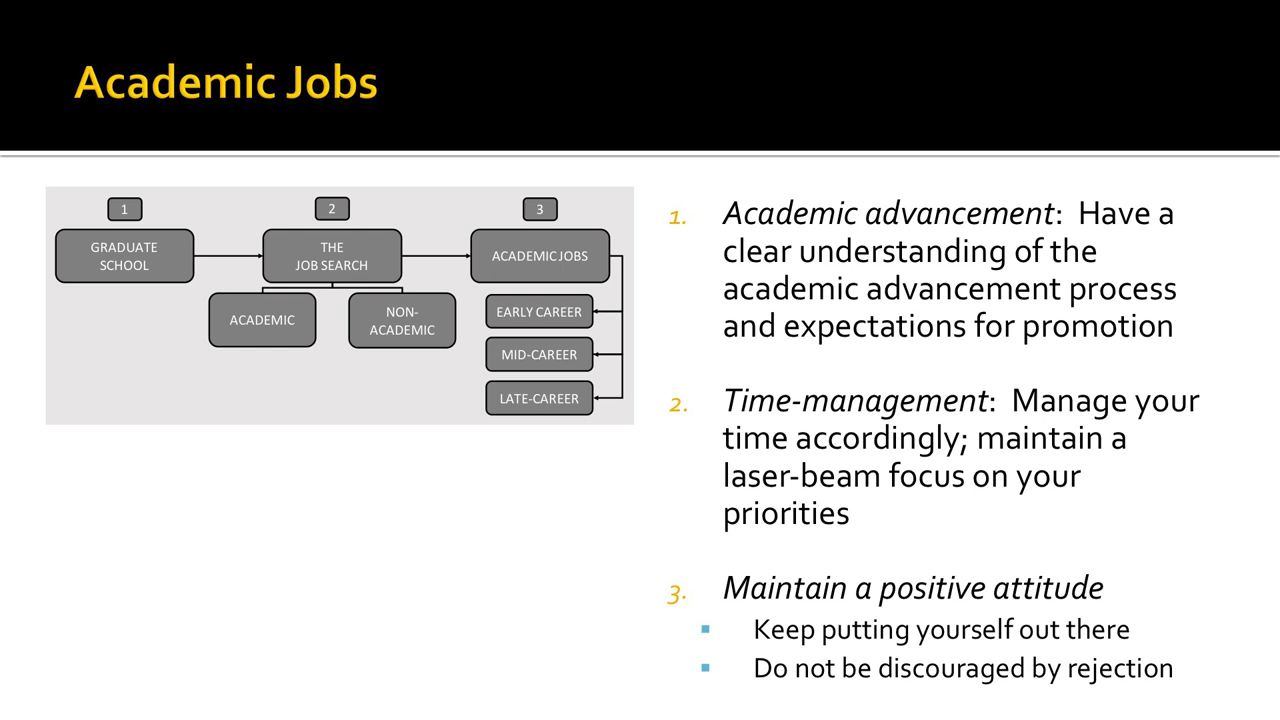 Academic Jobs
1
2
3
GRADUATE
SCHOOL
THE
JOB SEARCH
ACADEMIC JOBS
ACADEMIC
NON-
ACADEMIC
EARLY CAREER
MID-CAREER
LATE-CAREER
1. Academic advancement: Have a
clear understanding of the
academic advancement process
and expectations for promotion
2. Time-management: Manage your
time accordingly; maintain a
laser-beam focus on your
priorities
3. Maintain a positive attitude
▪ Keep putting yourself out there
▪ Do not be discouraged by rejection